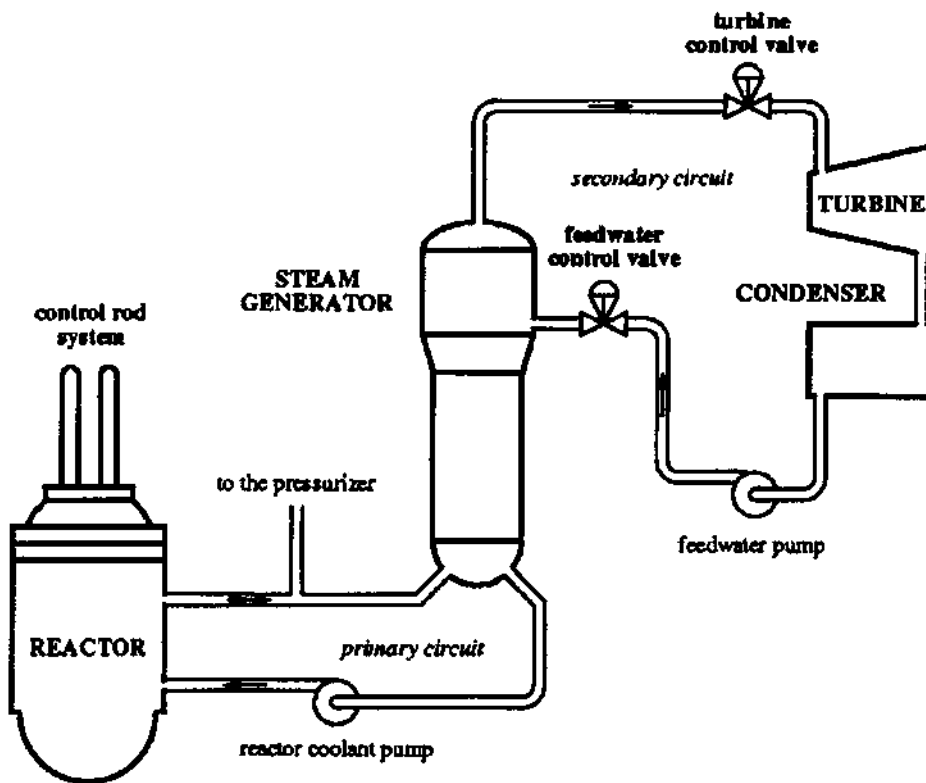 turbine
control valve
secondary circuit
TURBINE
feedwater
control valve
STEAM
GENERATOR
CONDENSER
control rod
system
to the pressurizer
feedwater pump
REACTOR
primary circuit
reactor coolant pump